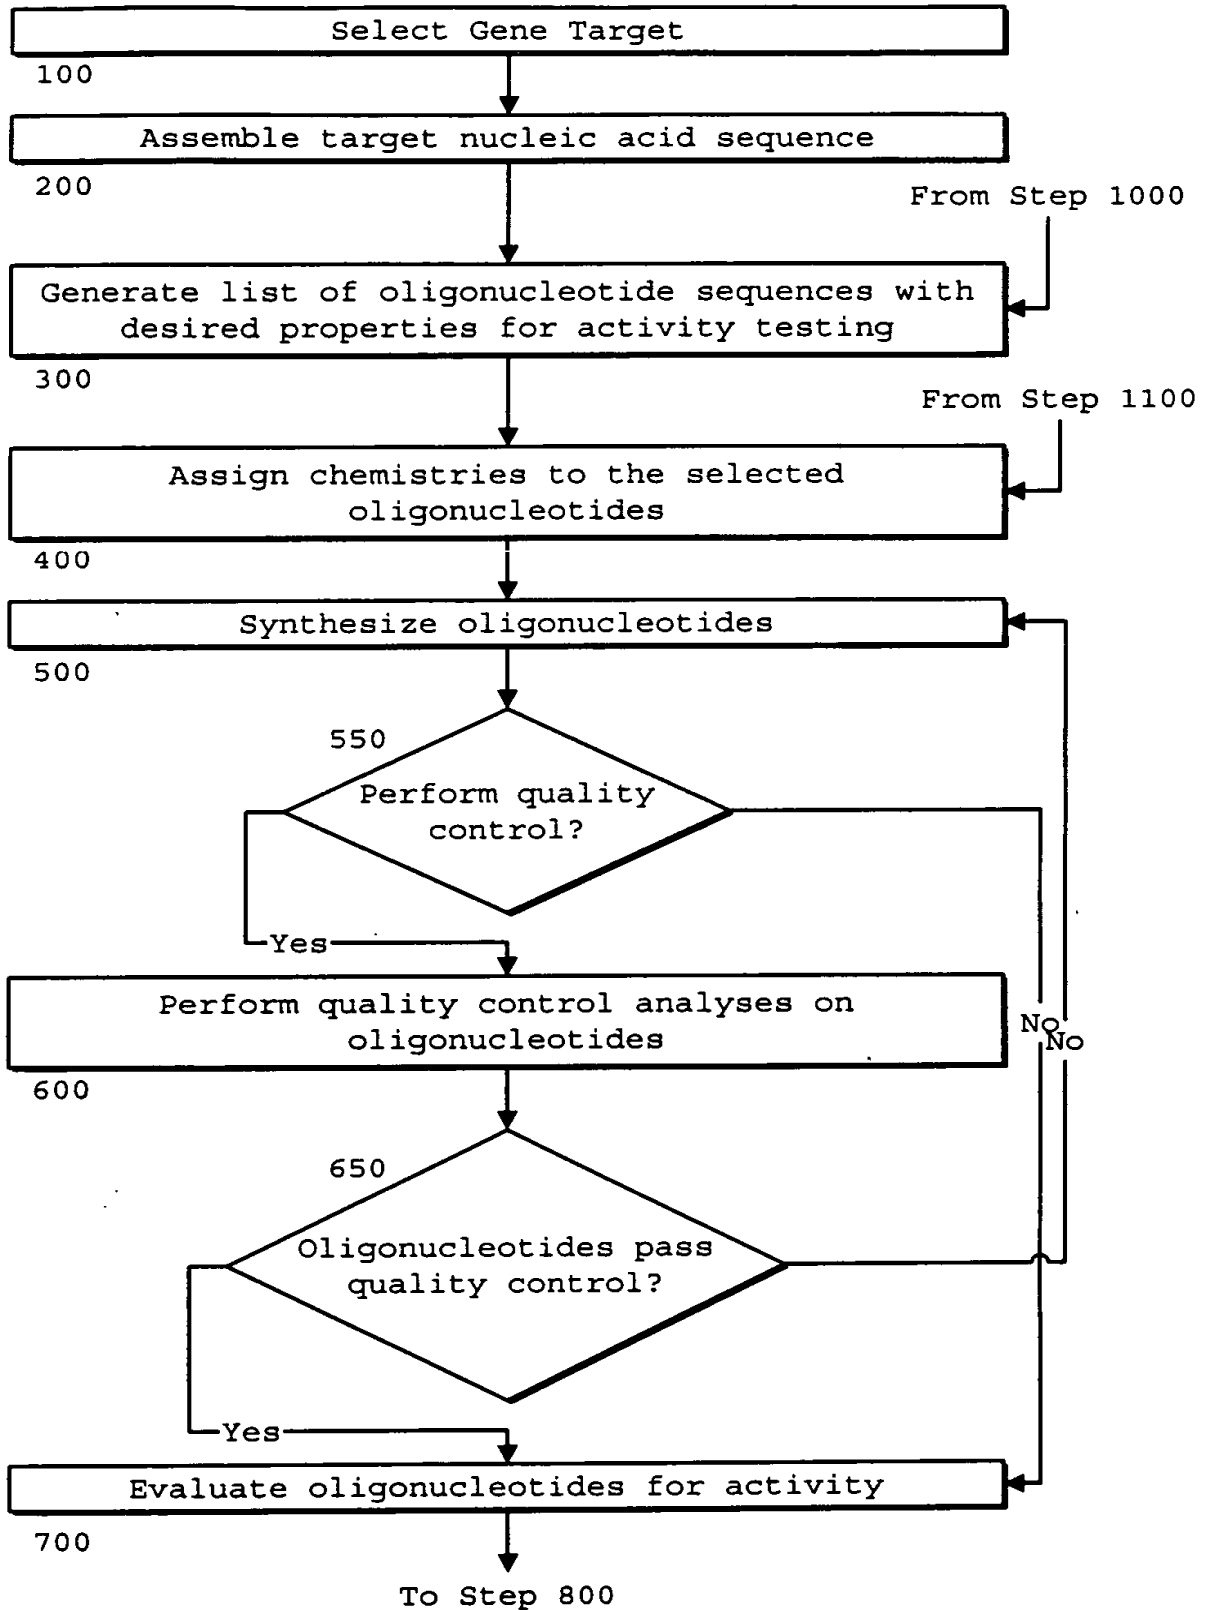 Select Gene Target
100
Assemble target nucleic acid sequence
200
From Step 1000
Generate list of oligonucleotide sequences with
desired properties for activity testing
300
From Step 1100
Assign chemistries to the selected
oligonucleotides
400
Synthesize oligonucleotides
500
550
Perform quality
control?
Yes
Perform quality control analyses on
oligonucleotides
No
No
600
650
Oligonucleotides pass
quality control?
Yes
Evaluate oligonucleotides for activity
700
To Step 800